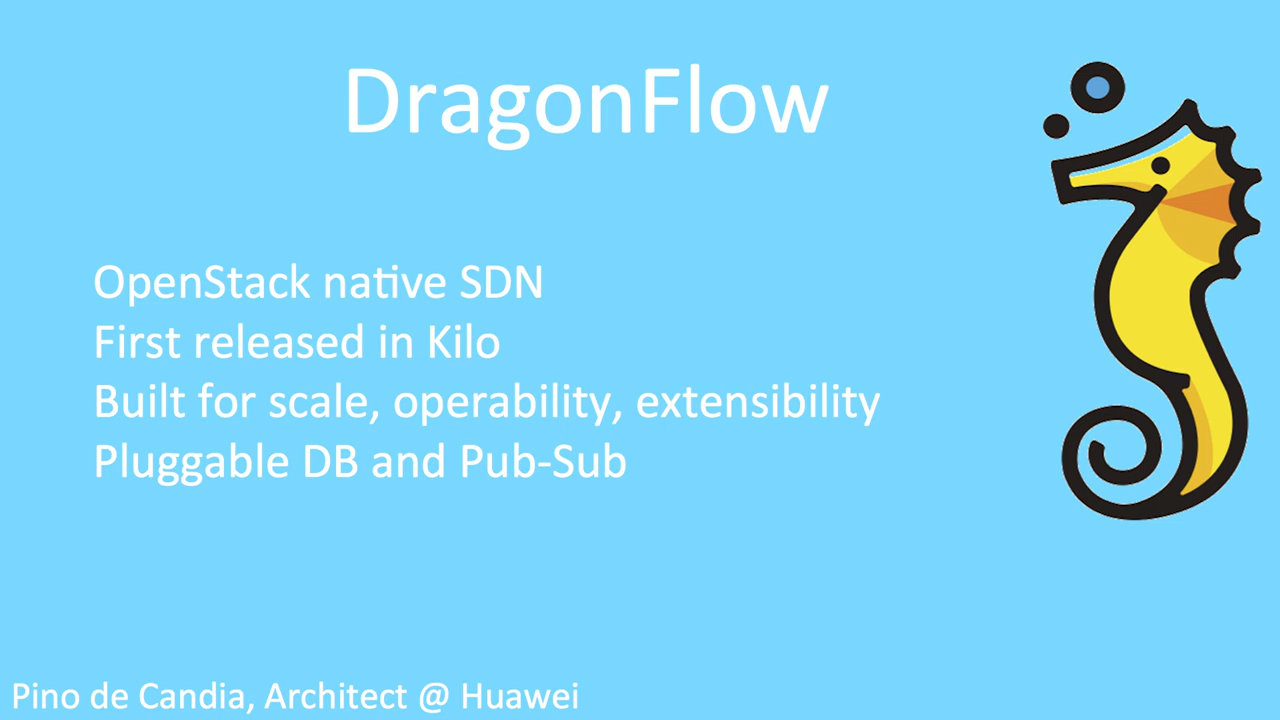 DragonFlow
OpenStack native SDN
First released in Kilo
Built for scale, operability, extensibility
Pluggable DB and Pub-Sub
Pino de Candia, Architect @ Huawei